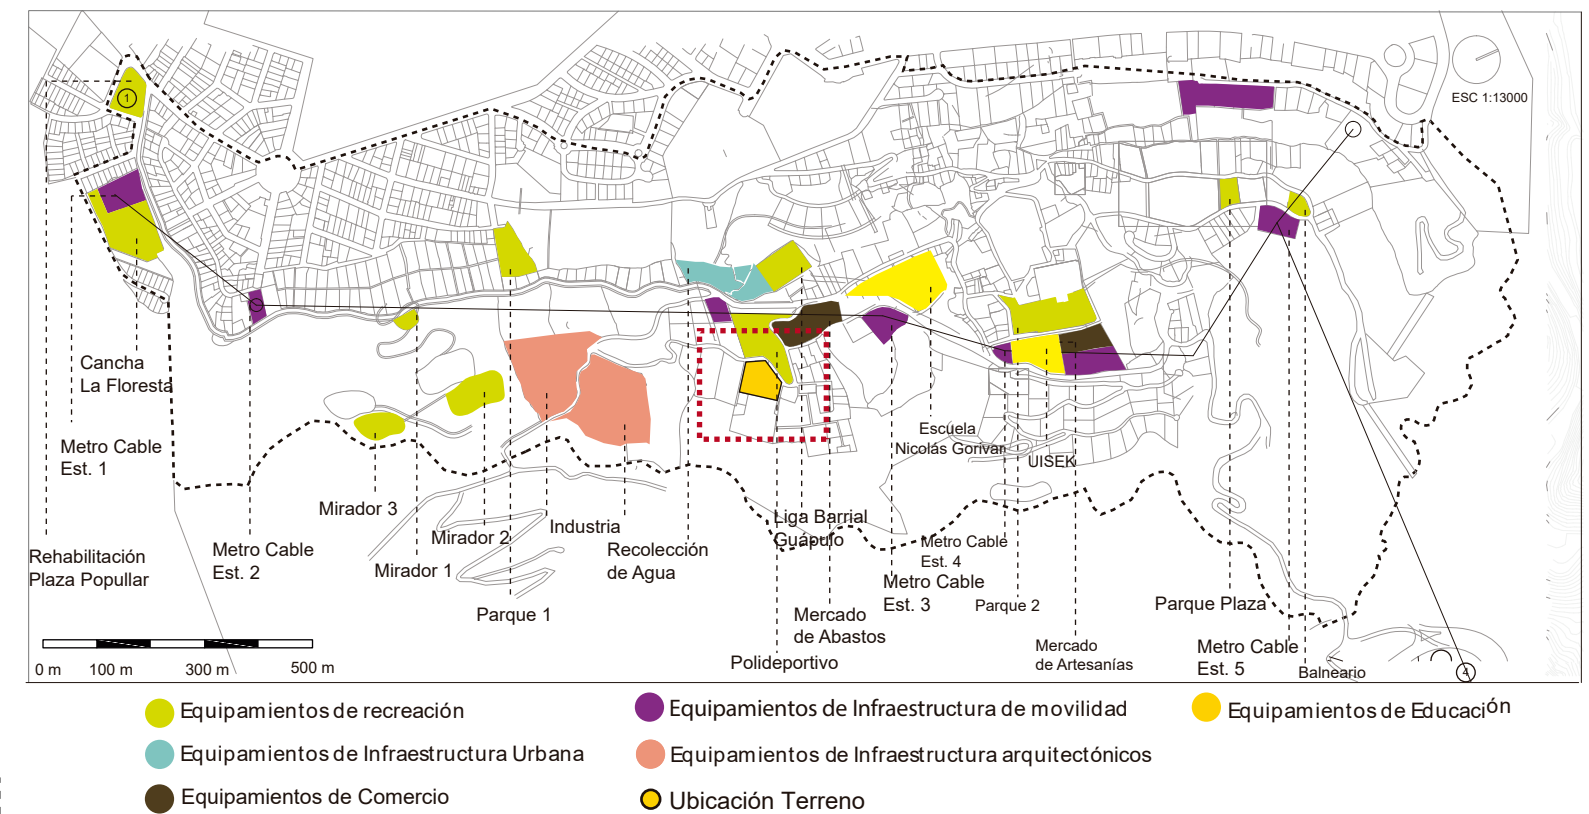 1
ESC 1:13000
Cancha
La Floresta
Metro Cable
Est. 1
Escuela
Nicolás Gorivar
UISEK
Mirador 3
Mirador 2
Industria
Liga Barrial
Guápulo
Rehabilitación
Plaza Popullar
Metro Cable
Est. 2
Mirador 1
Recolección
de Agua
Metro Cable
Est. 4
Metro Cable
Est. 3
Parque 1
Mercado
de Abastos
Parque 2
Parque Plaza
Polideportivo
Mercado
de Artesanías
Metro Cable
Est. 5
Balneario
4
0 m 100 m 300 m 500 m
Equipamientos de recreación
Equipamientos de Infraestructura de movilidad
Equipamientos de Educación
Equipamientos de Infraestructura Urbana
Equipamientos de Infraestructura arquitectónicos
Equipamientos de Comercio
Ubicación Terreno